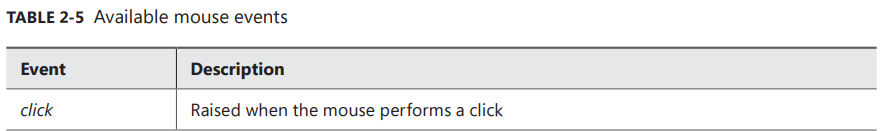 TABLE 2-5 Available mouse events
Event Description
click Raised when the mouse performs a click